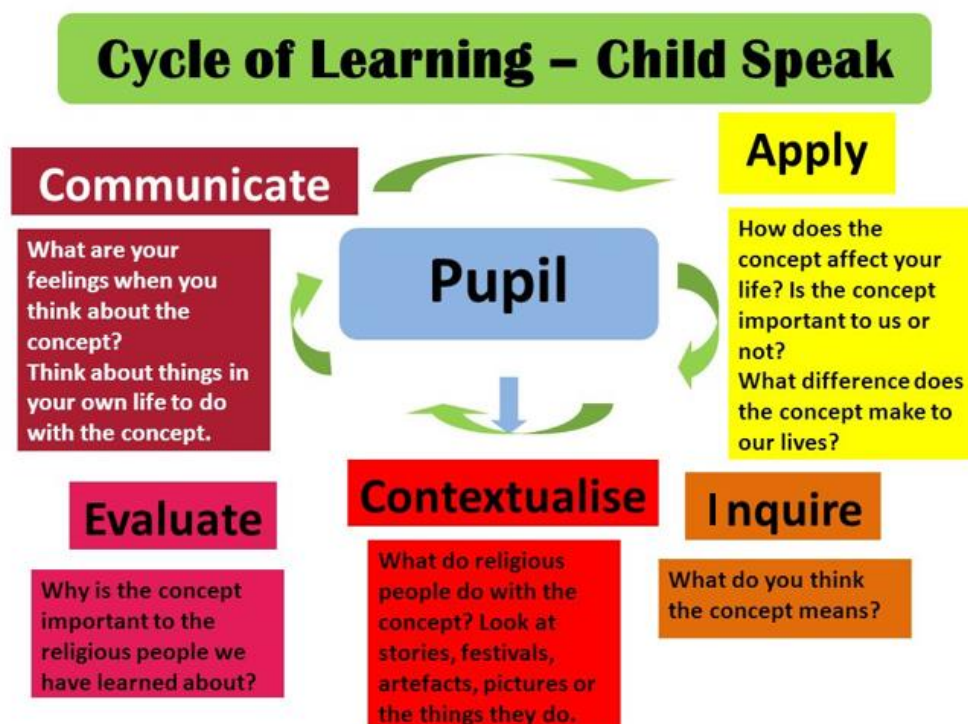 Cycle of Learning – Child Speak
Communicate
What are your
feelings when you
think about the
concept?
Think about things in
your own life to do
with the concept.
Apply
How does the
concept affect your
life? Is the concept
important to us or
not?
What difference does
the concept make to
our lives?
Pupil
Evaluate
Why is the concept
important to the
religious people we
have learned about?
Contextualise
What do religious
people do with the
concept? Look at
stories, festivals,
artefacts, pictures or
the things they do.
Inquire
What do you think
the concept means?